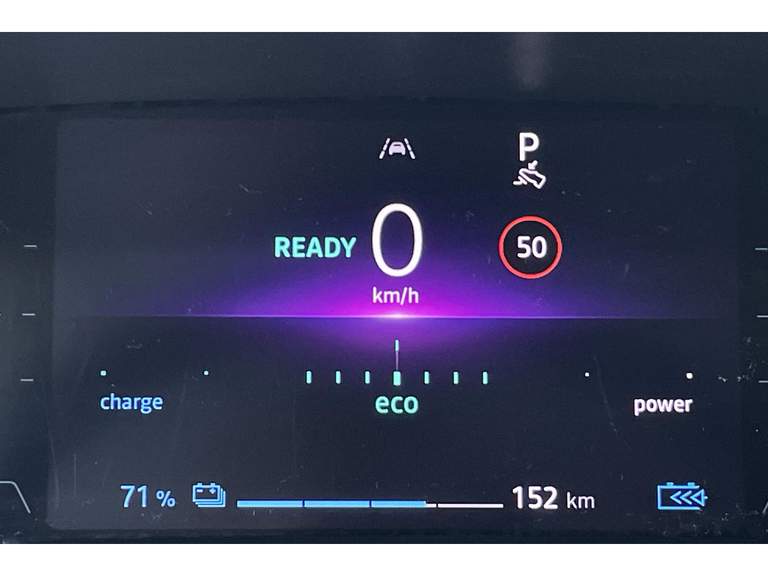 P
READY 0 50
km/h
charge eco power
71 % 152 km